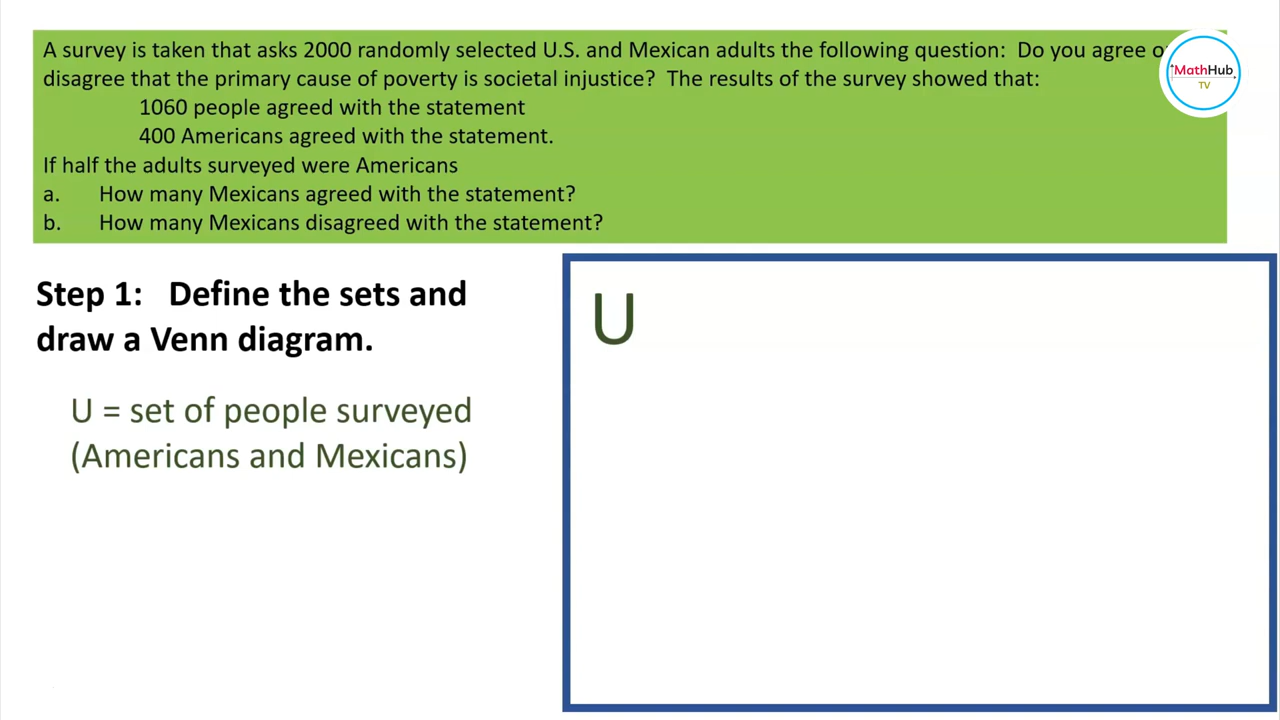 A survey is taken that asks 2000 randomly selected U.S. and Mexican adults the following question: Do you agree o
disagree that the primary cause of poverty is societal injustice? The results of the survey showed that:
1060 people agreed with the statement
400 Americans agreed with the statement.
If half the adults surveyed were Americans
a. How many Mexicans agreed with the statement?
b. How many Mexicans disagreed with the statement?
MathHub
TV
Step 1: Define the sets and
draw a Venn diagram.
U = set of people surveyed
(Americans and Mexicans)
U